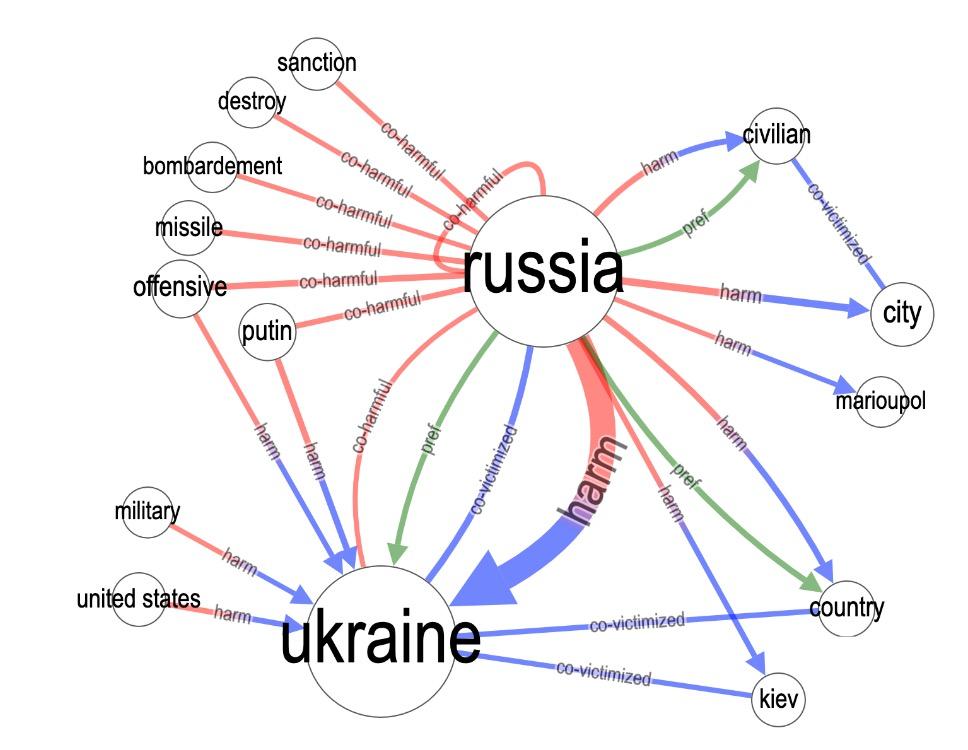 sanction
destroy
bombardement
missile
offensive
putin
co-harmful
co-harmful
co-harmful
co-harmful
co-harmful
co-harmful
co-harmful
russia
harm
civilian
pref
co-victimized
harm
city
harm
marioupol
harm
harm
co-harmful
pref
co-victimized
harm
harm
pref
harm
military
harm
united states
harm
ukraine
co-victimized
country
co-victimized
kiev